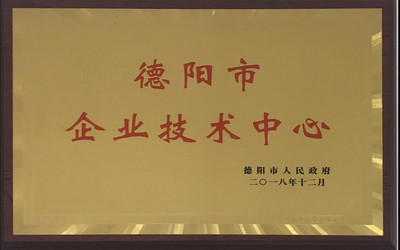 德阳市
企业技术中心
德阳市人民政府
二〇一八年十二月